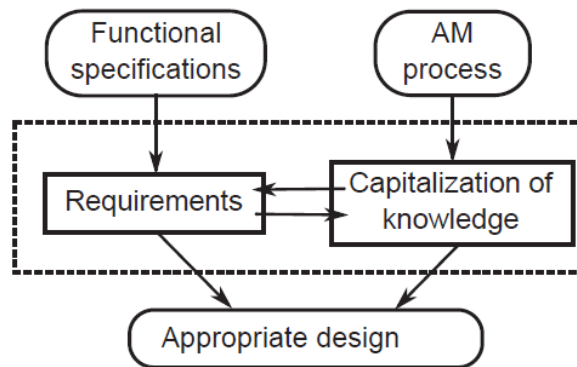 Functional
specifications
AM
process
Requirements
Capitalization of
knowledge
Appropriate design